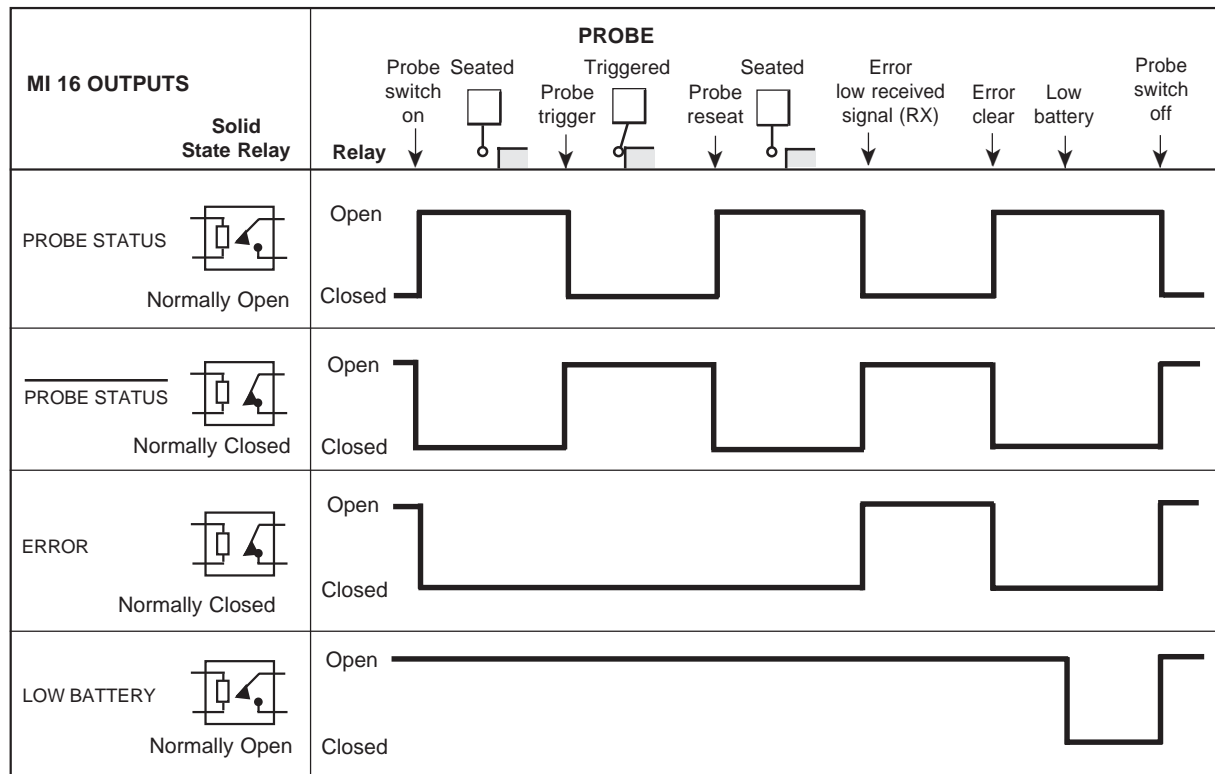 MI 16 OUTPUTS
Solid
State Relay
PROBE
Relay
Probe
switch
on
Seated
Probe
trigger
Triggered
Probe
reseat
Seated
Error
low received
signal (RX)
Error
clear
Low
battery
Probe
switch
off
PROBE STATUS
Normally Open
Open
Closed
PROBE STATUS
Normally Closed
Open
Closed
ERROR
Normally Closed
Open
Closed
LOW BATTERY
Normally Open
Open
Closed